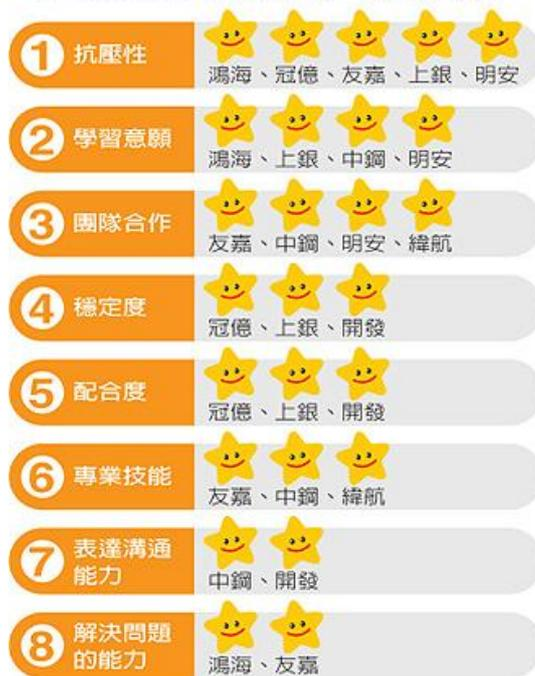 1 抗壓性
鴻海、冠億、友嘉、上銀、明安
2 學習意願
鴻海、上銀、中鋼、明安
3 團隊合作
友嘉、中鋼、明安、緯航
4 穩定度
冠億、上銀、開發
5 配合度
冠億、上銀、開發
6 專業技能
友嘉、中鋼、緯航
7 表達溝通
能力
中鋼、開發
8 解決問題
的能力
鴻海、友嘉